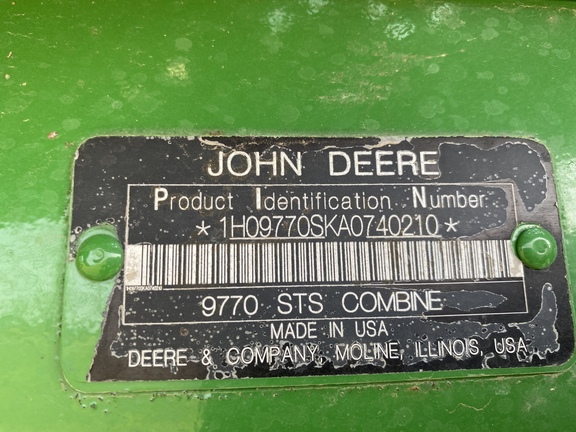 JOHN DEERE
Product Identification Number
*1H09770SKA0740210*
9770 STS COMBINE
MADE IN USA
DEERE & COMPANY, MOLINE, ILLINOIS, USA